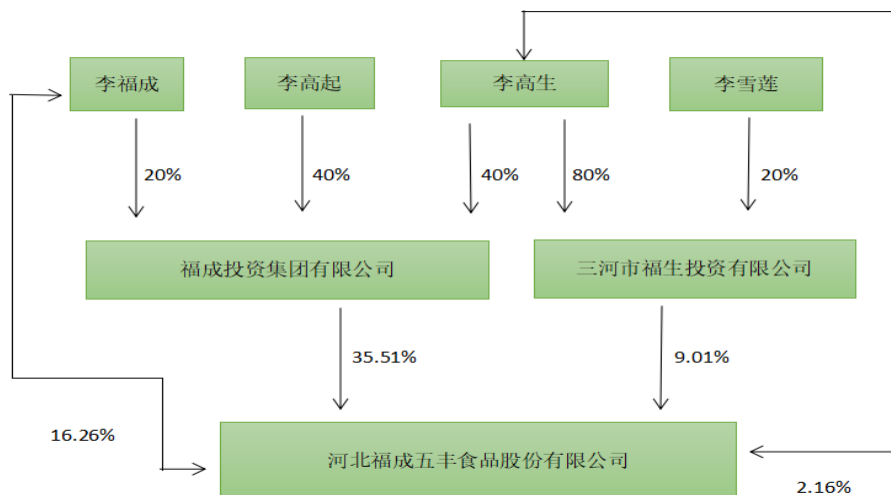 李福成
李高起
李高生
李雪莲
20%
40%
40%
80%
20%
福成投资集团有限公司
三河市福生投资有限公司
35.51%
9.01%
16.26%
河北福成五丰食品股份有限公司
2.16%